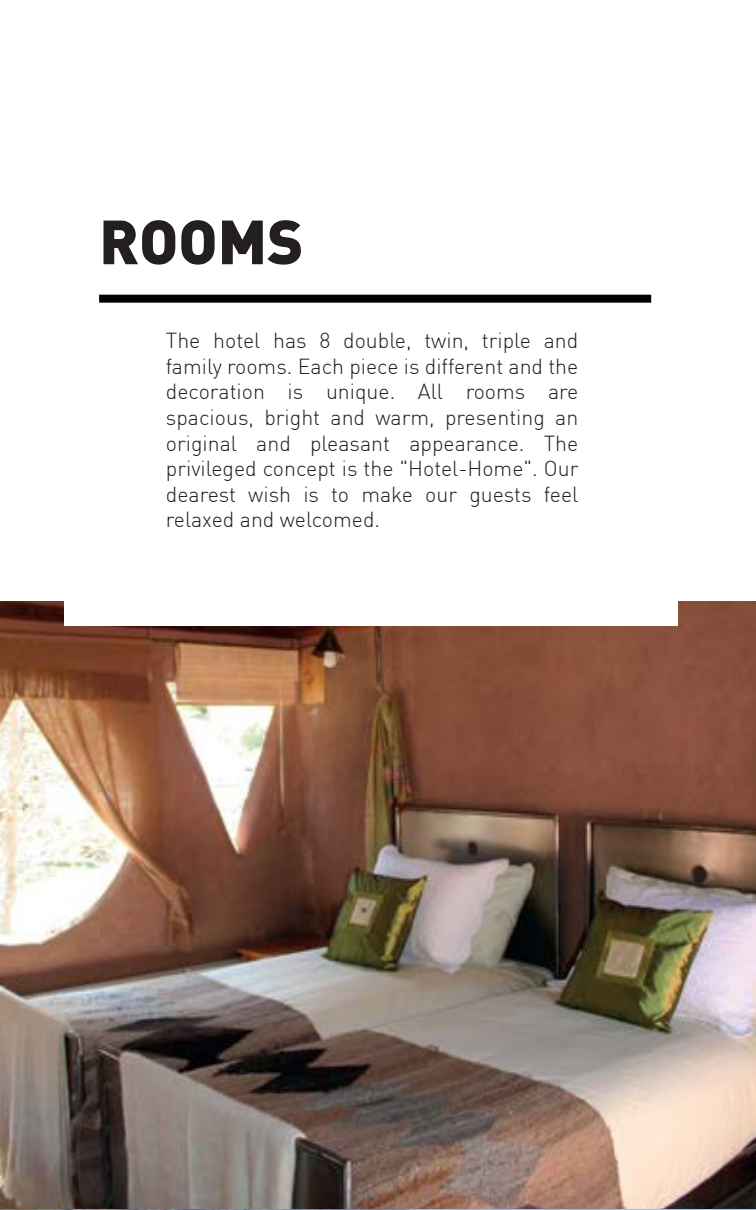 ROOMS
The hotel has 8 double, twin, triple and
family rooms. Each piece is different and the
decoration is unique. All rooms are
spacious, bright and warm, presenting an
original and pleasant appearance. The
privileged concept is the "Hotel-Home". Our
dearest wish is to make our guests feel
relaxed and welcomed.